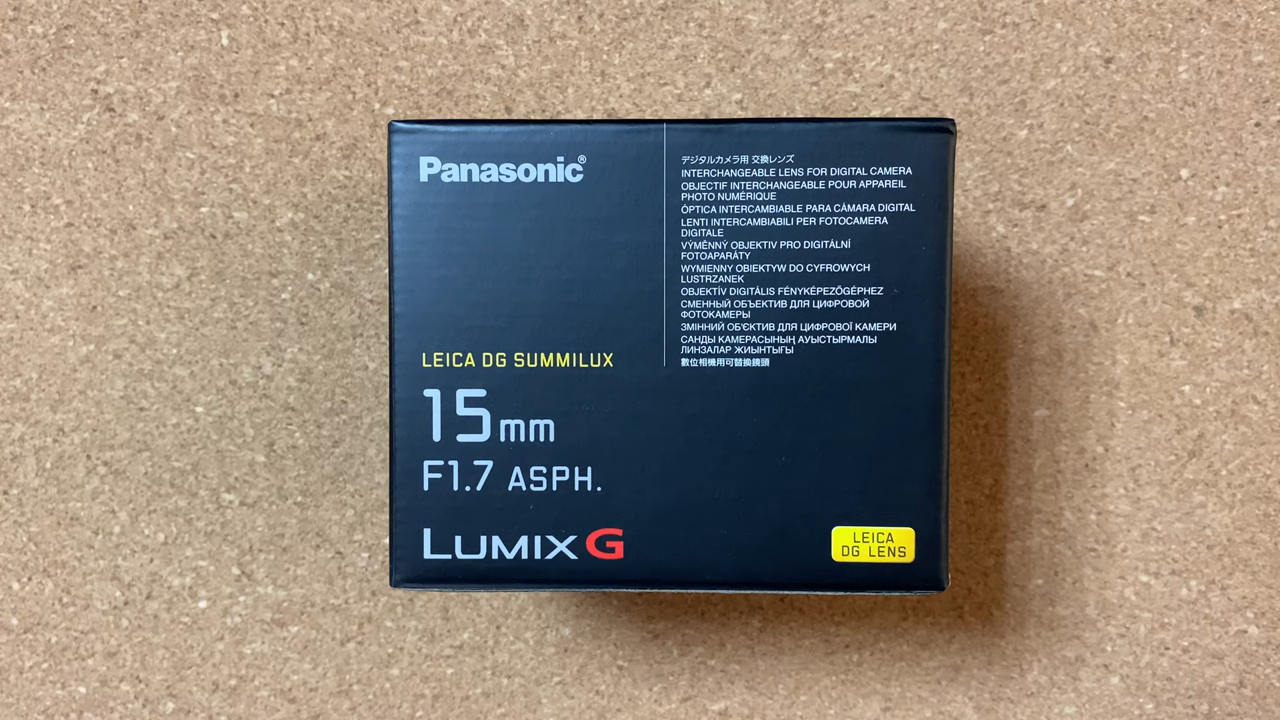 Panasonic®
デジタルカメラ用 交換レンズ
INTERCHANGEABLE LENS FOR DIGITAL CAMERA
OBJECTIF INTERCHANGEABLE POUR APPAREIL
PHOTO NUMÉRIQUE
ÓPTICA INTERCAMBIABLE PARA CÁMARA DIGITAL
LENTI INTERCAMBIABILI PER FOTOCAMERA
DIGITALE
VÝMĚNNÝ OBJEKTIV PRO DIGITÁLNÍ
FOTOAPARÁTY
WYMIENNY OBIEKTYW DO CYFROWYCH
LUSTRZANEK
OBJEKTÍV DIGITÁLIS FÉNYKÉPEZŐGÉPHEZ
СМЕННЫЙ ОБЪЕКТИВ ДЛЯ ЦИФРОВОЙ
ФОТОКАМЕРЫ
ЗМІННИЙ ОБ'ЄКТИВ ДЛЯ ЦИФРОВОЇ КАМЕРИ
САНДЫ КАМЕРАСЫНЫҢ АУЫСТЫРМАЛЫ
ЛИНЗАЛАР ЖИЫНТЫҒЫ
數位相機用可替換鏡頭
LEICA DG SUMMILUX
15mm
F1.7 ASPH.
LUMIX G
LEICA
DG LENS